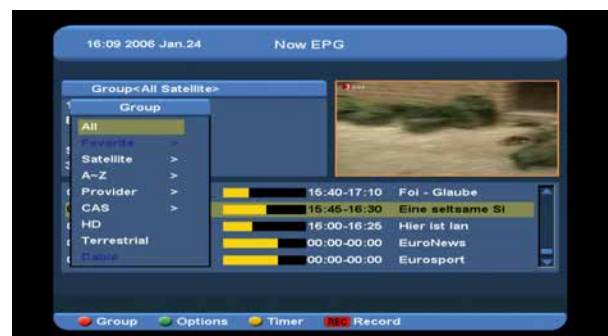 16:09 2006 Jan.24 Now EPG
Group<All Satellite>
Group
All
Favorite >
Satellite >
A~Z >
Provider >
CAS >
HD
Terrestrial
Cable
15:40-17:10 Foi - Glaube
15:45-16:30 Eine seltsame Si
16:00-16:25 Hier ist Ian
00:00-00:00 EuroNews
00:00-00:00 Eurosport
Group Options Timer REC Record